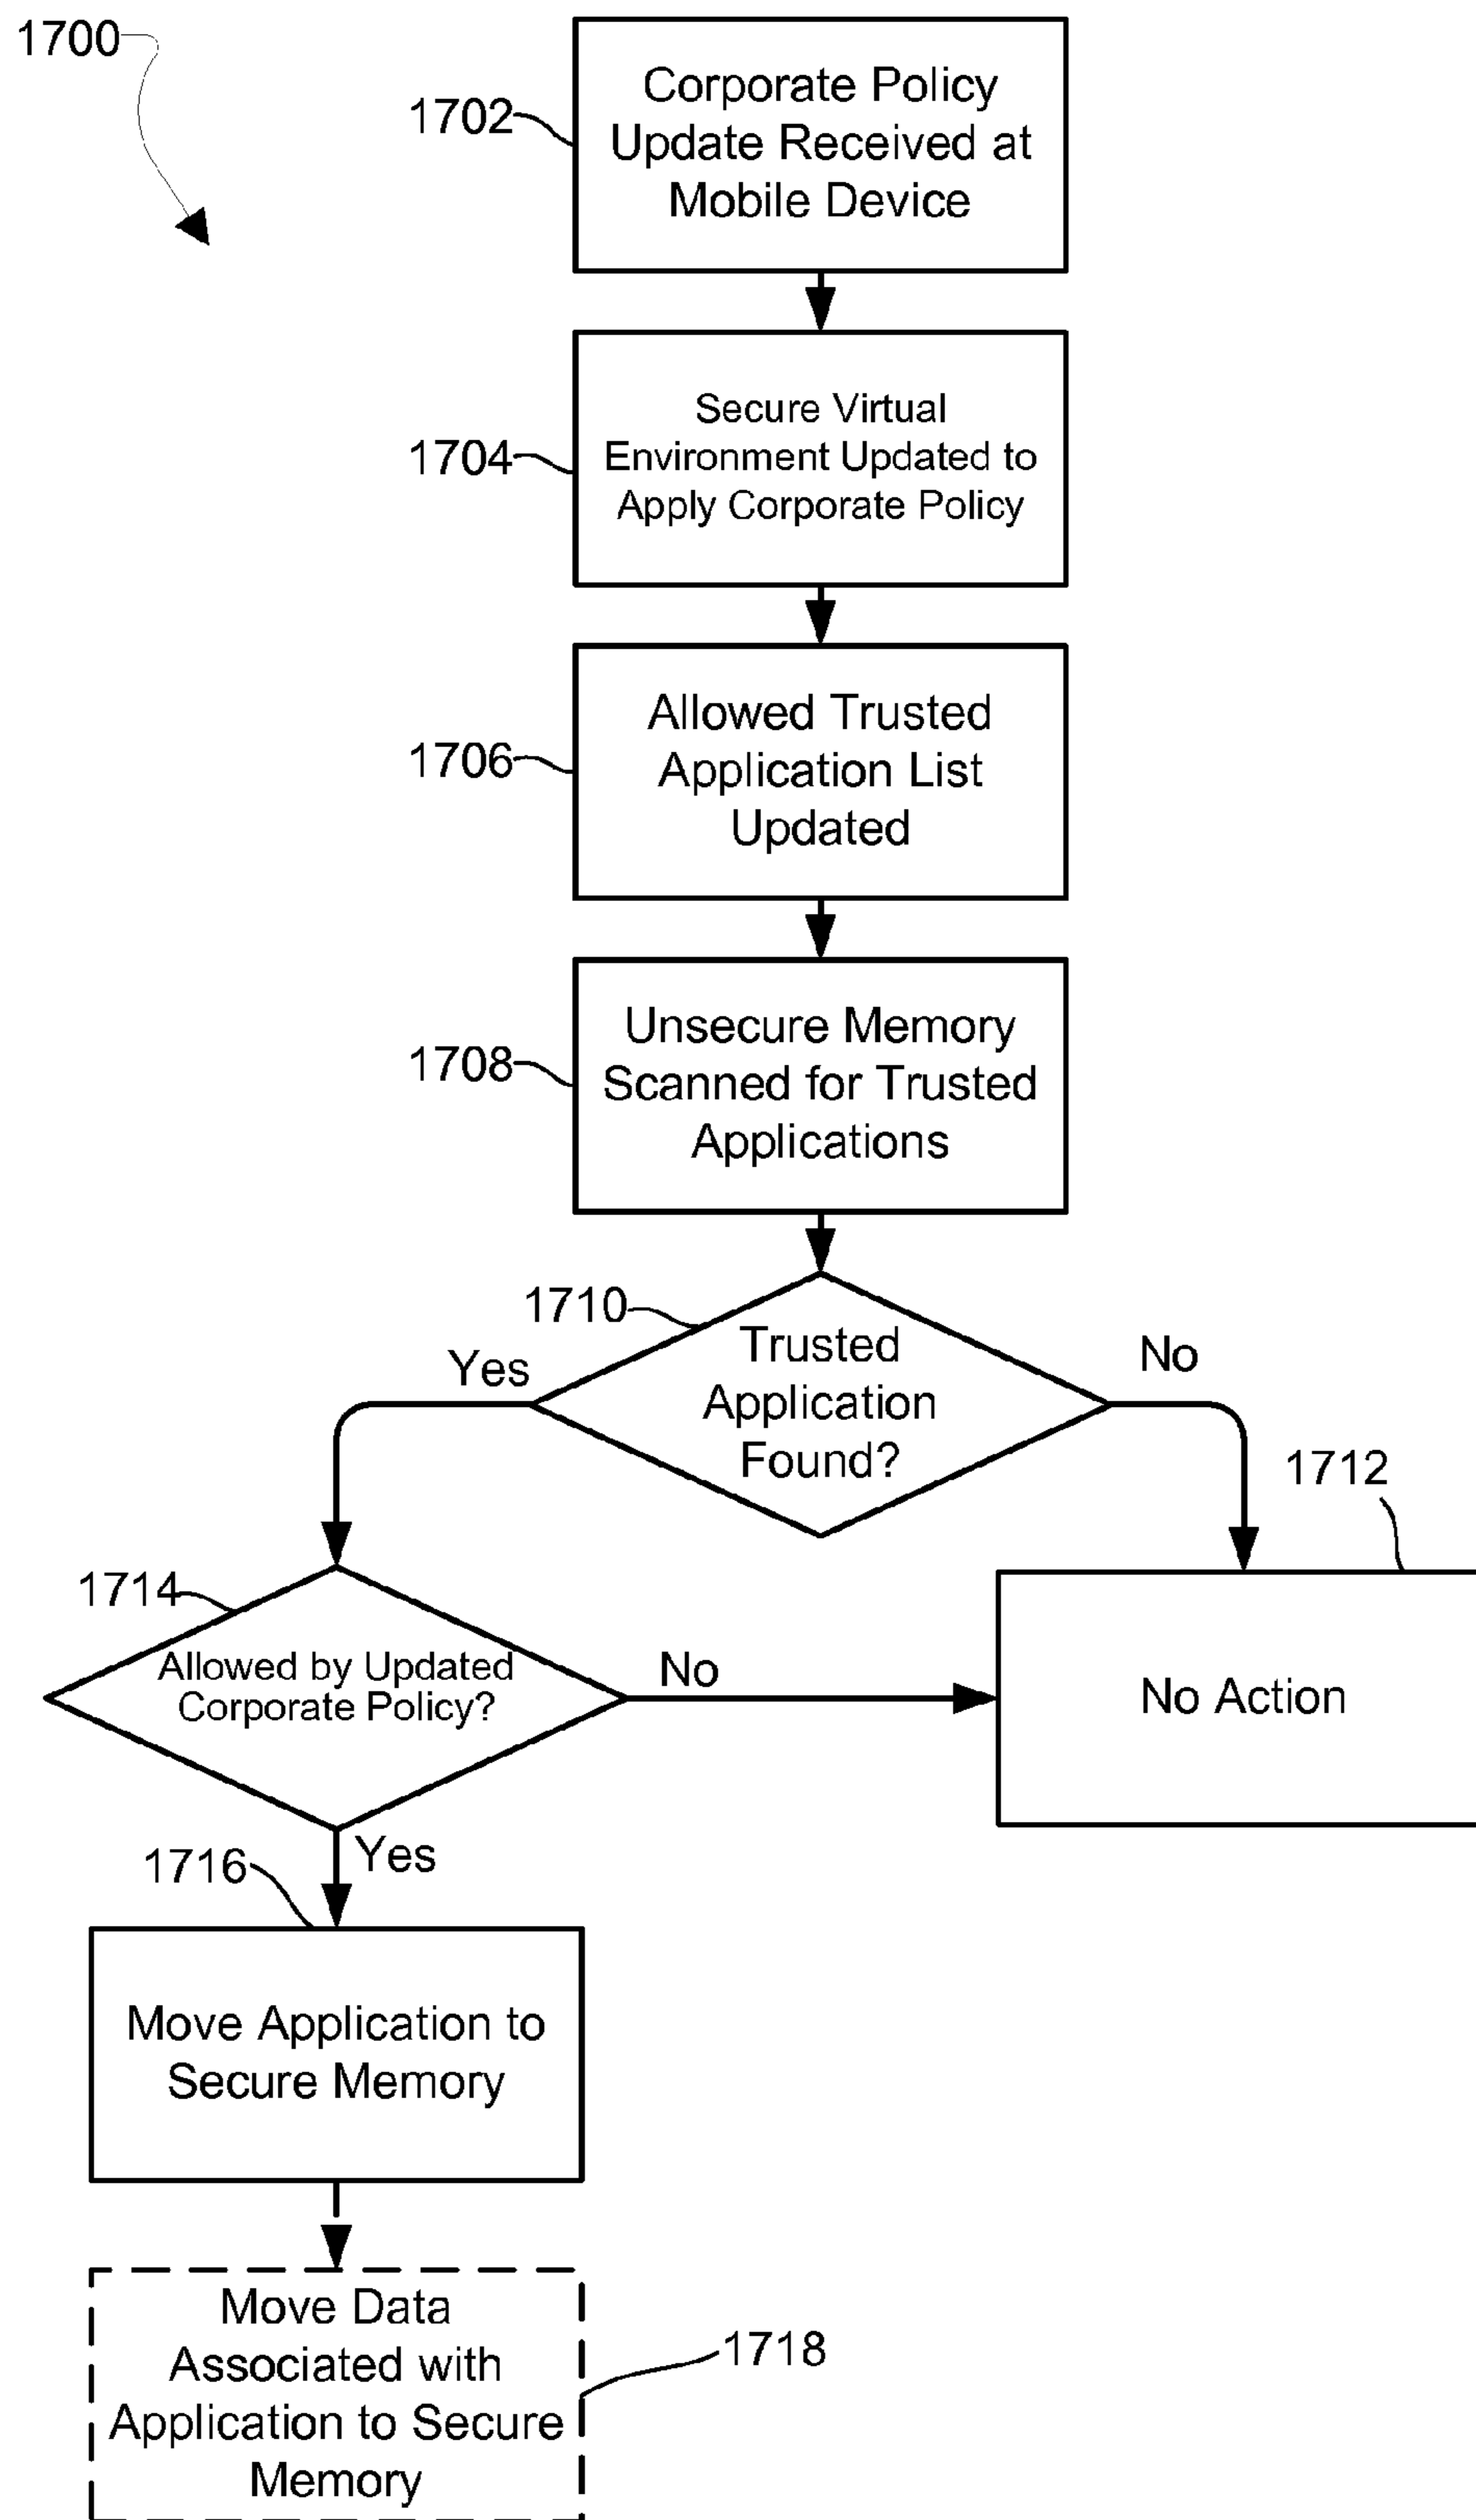 1700
1702
Corporate Policy
Update Received at
Mobile Device
1704
Secure Virtual
Environment Updated to
Apply Corporate Policy
1706
Allowed Trusted
Application List
Updated
1708
Unsecure Memory
Scanned for Trusted
Applications
1710
Trusted
Application
Found?
Yes
No
1712
No Action
1714
Allowed by Updated
Corporate Policy?
No
Yes
1716
Move Application to
Secure Memory
Move Data
Associated with
Application to Secure
Memory
1718